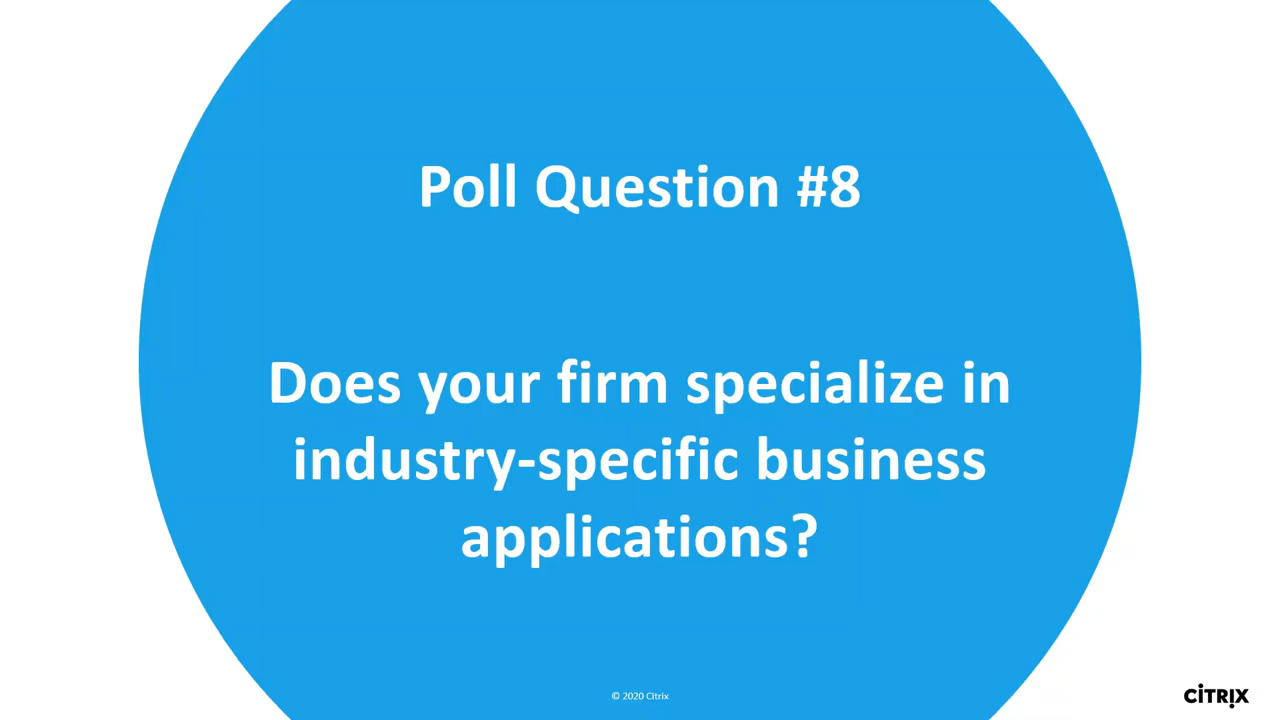 Poll Question #8
Does your firm specialize in
industry-specific business
applications?
© 2020 Citrix
citrix